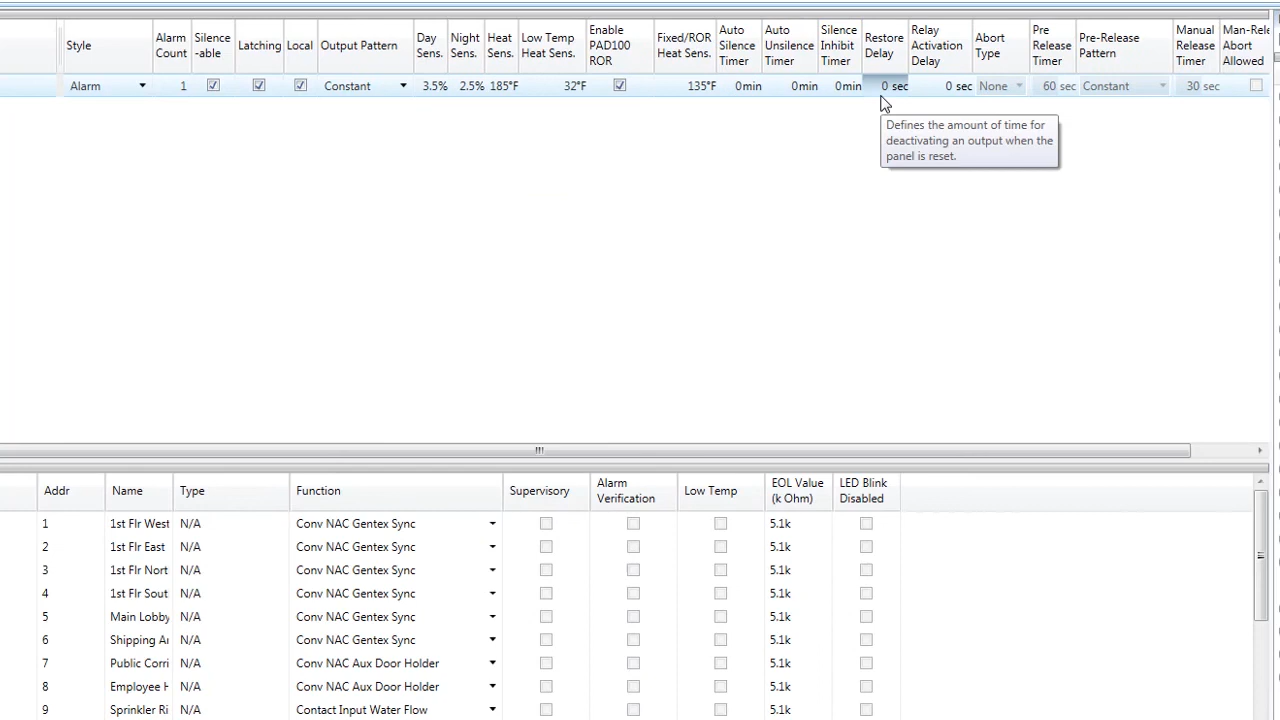 Style Alarm Count Silence -able Latching Local Output Pattern Day Sens. Night Sens. Heat Sens. Low Temp Heat Sens. Enable PAD100 ROR Fixed/ROR Heat Sens. Auto Silence Timer Auto Unsilence Timer Silence Inhibit Timer Restore Delay Relay Activation Delay Abort Type Pre Release Timer Pre-Release Pattern Manual Release Timer Man-Rele Abort Allowed
Alarm 1 Constant 3.5% 2.5% 185°F 32°F 135°F 0min 0min 0min 0 sec 0 sec None 60 sec Constant 30 sec
Defines the amount of time for
deactivating an output when the
panel is reset.
Addr Name Type Function Supervisory Alarm Verification Low Temp EOL Value (k Ohm) LED Blink Disabled
1 1st Flr West N/A Conv NAC Gentex Sync 5.1k
2 1st Flr East N/A Conv NAC Gentex Sync 5.1k
3 1st Flr Nort N/A Conv NAC Gentex Sync 5.1k
4 1st Flr Sout N/A Conv NAC Gentex Sync 5.1k
5 Main Lobby N/A Conv NAC Gentex Sync 5.1k
6 Shipping Ar N/A Conv NAC Gentex Sync 5.1k
7 Public Corri N/A Conv NAC Aux Door Holder 5.1k
8 Employee H N/A Conv NAC Aux Door Holder 5.1k
9 Sprinkler Ri N/A Contact Input Water Flow 5.1k